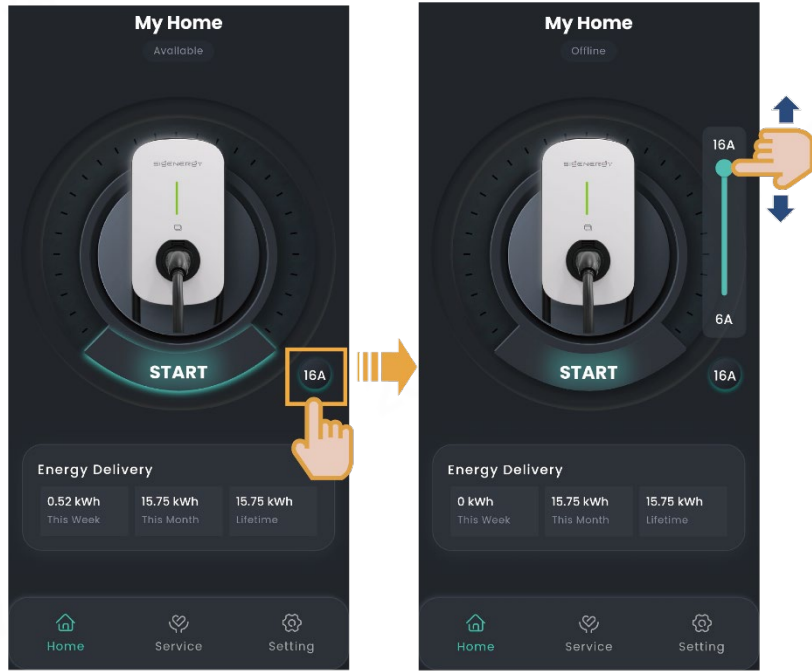 My Home
Available
SIGENERGY
START
16A
Energy Delivery
0.52 kWh
This Week
15.75 kWh
This Month
15.75 kWh
Lifetime
Home
Service
Setting
My Home
Offline
SIGENERGY
16A
6A
START
16A
Energy Delivery
0 kWh
This Week
15.75 kWh
This Month
15.75 kWh
Lifetime
Home
Service
Setting